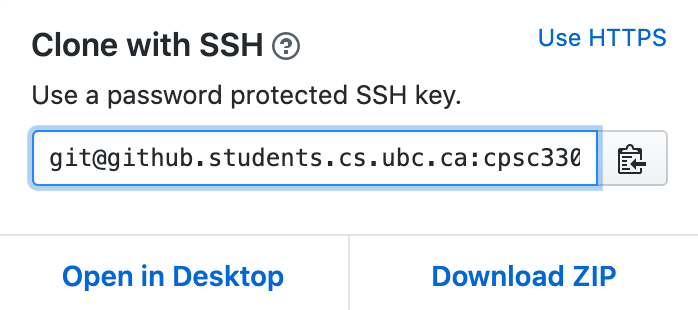 Clone with SSH ?
Use HTTPS
Use a password protected SSH key.
git@github.students.cs.ubc.ca:cpsc330
Open in Desktop
Download ZIP